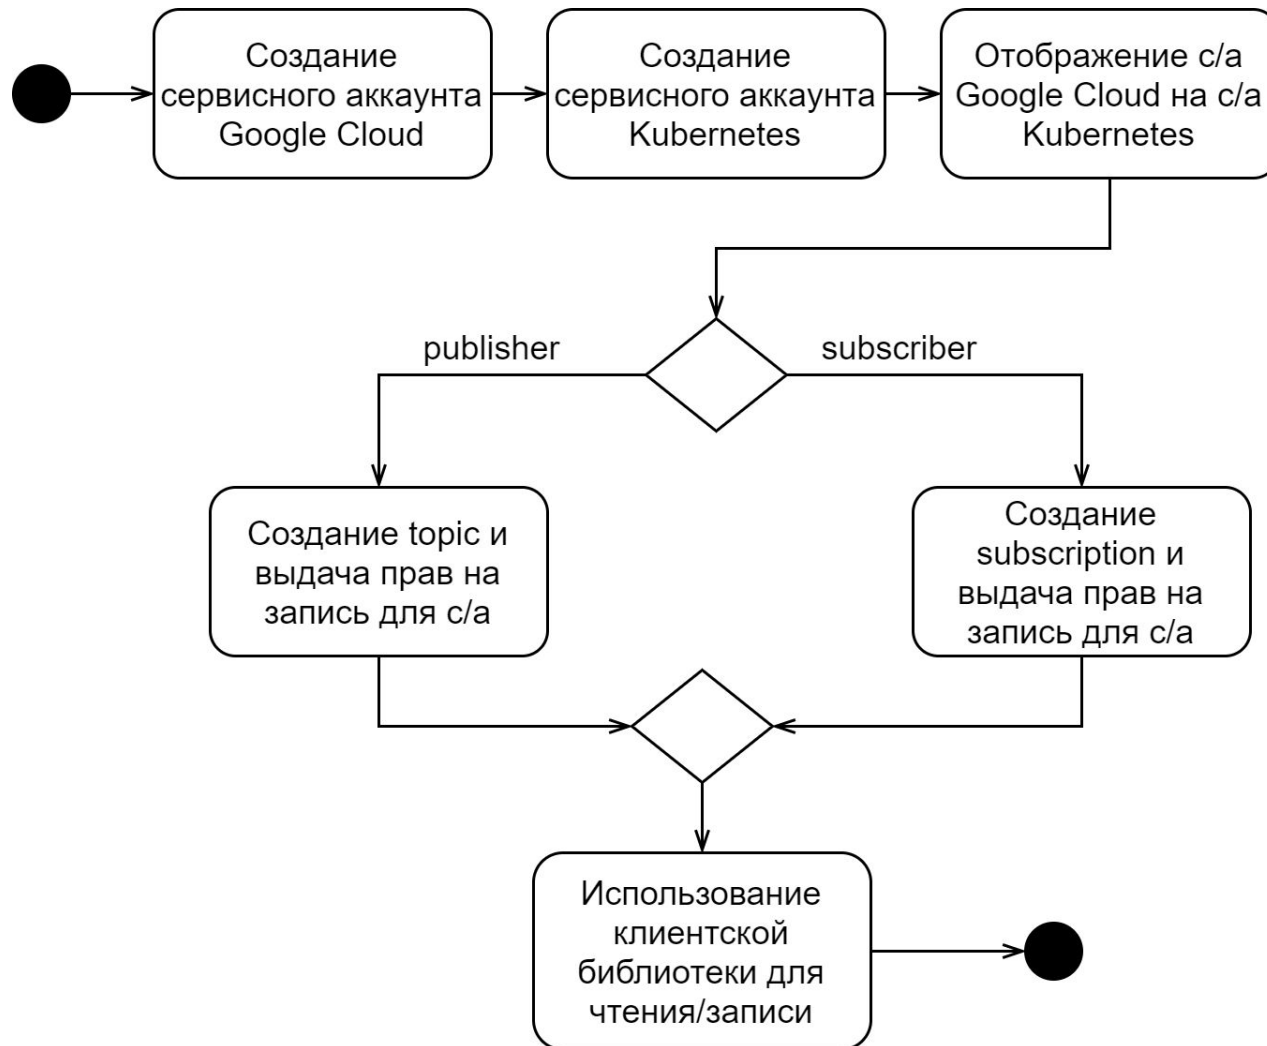 Создание
сервисного аккаунта
Google Cloud
Создание
сервисного аккаунта
Kubernetes
Отображение с/а
Google Cloud на с/а
Kubernetes
publisher
subscriber
Создание topic и
выдача прав на
запись для с/а
Создание
subscription и
выдача прав на
запись для с/а
Использование
клиентской
библиотеки для
чтения/записи